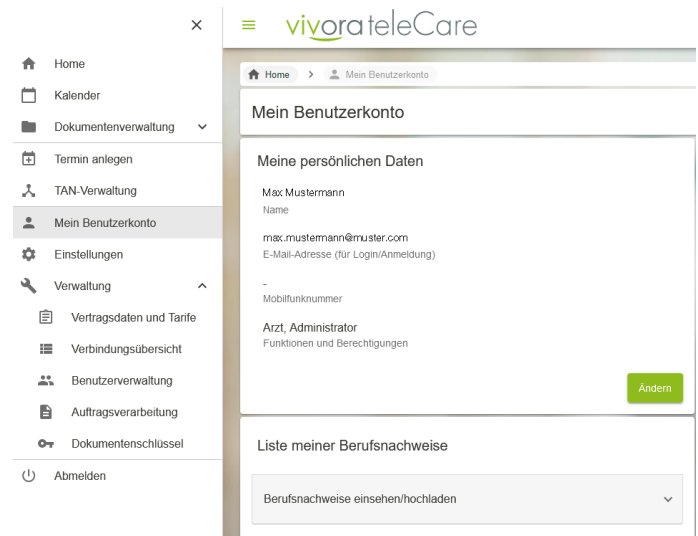 Home
Kalender
Dokumentenverwaltung
Termin anlegen
TAN-Verwaltung
Mein Benutzerkonto
Einstellungen
Verwaltung
Vertragsdaten und Tarife
Verbindungsübersicht
Benutzerverwaltung
Auftragsverarbeitung
Dokumentenschlüssel
Abmelden
vivorateleCare
Home > Mein Benutzerkonto
Mein Benutzerkonto
Meine persönlichen Daten
Max Mustermann
Name
max.mustermann@muster.com
E-Mail-Adresse (für Login/Anmeldung)
-
Mobilfunknummer
Arzt, Administrator
Funktionen und Berechtigungen
Ändern
Liste meiner Berufsnachweise
Berufsnachweise einsehen/hochladen